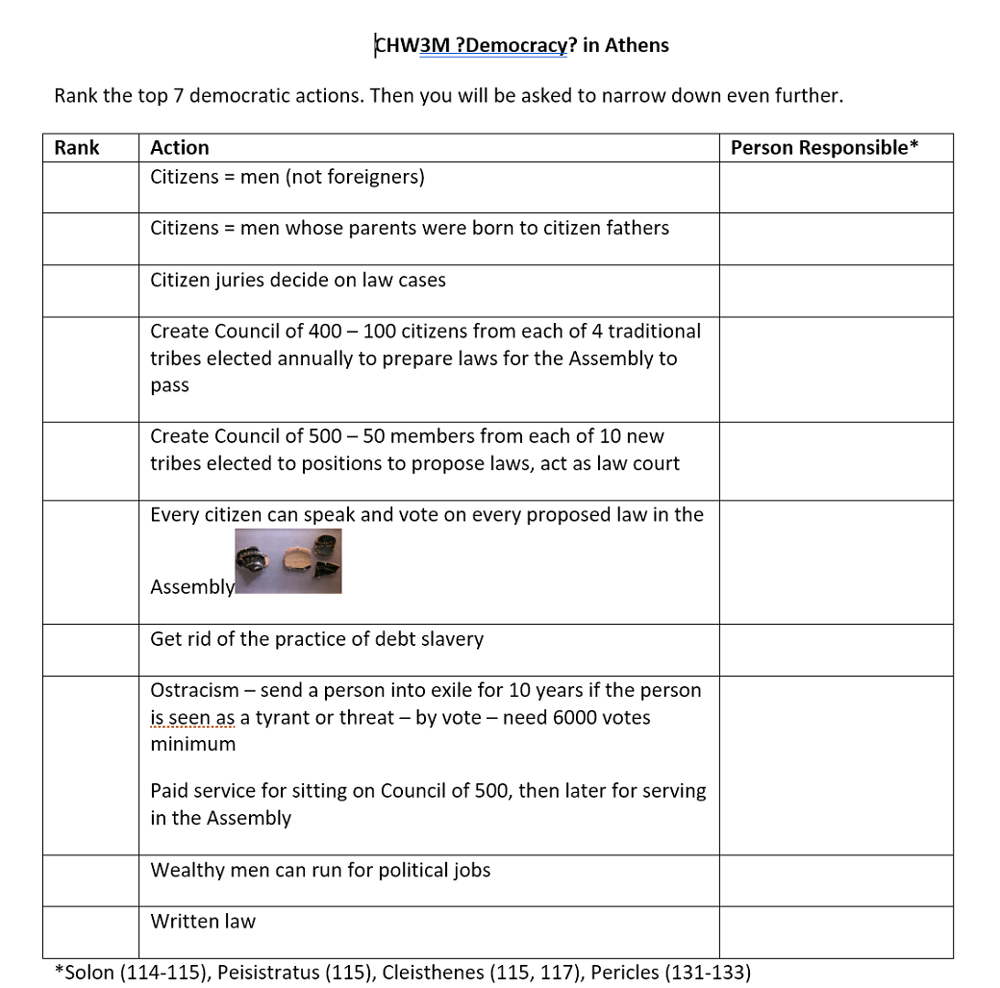 CHW3M ?Democracy? in Athens
Rank the top 7 democratic actions. Then you will be asked to narrow down even further.
Rank Action Person Responsible*
Citizens = men (not foreigners)
Citizens = men whose parents were born to citizen fathers
Citizen juries decide on law cases
Create Council of 400 – 100 citizens from each of 4 traditional
tribes elected annually to prepare laws for the Assembly to
pass
Create Council of 500 – 50 members from each of 10 new
tribes elected to positions to propose laws, act as law court
Every citizen can speak and vote on every proposed law in the
Assembly
Get rid of the practice of debt slavery
Ostracism – send a person into exile for 10 years if the person
is seen as a tyrant or threat – by vote – need 6000 votes
minimum
Paid service for sitting on Council of 500, then later for serving
in the Assembly
Wealthy men can run for political jobs
Written law
*Solon (114-115), Peisistratus (115), Cleisthenes (115, 117), Pericles (131-133)